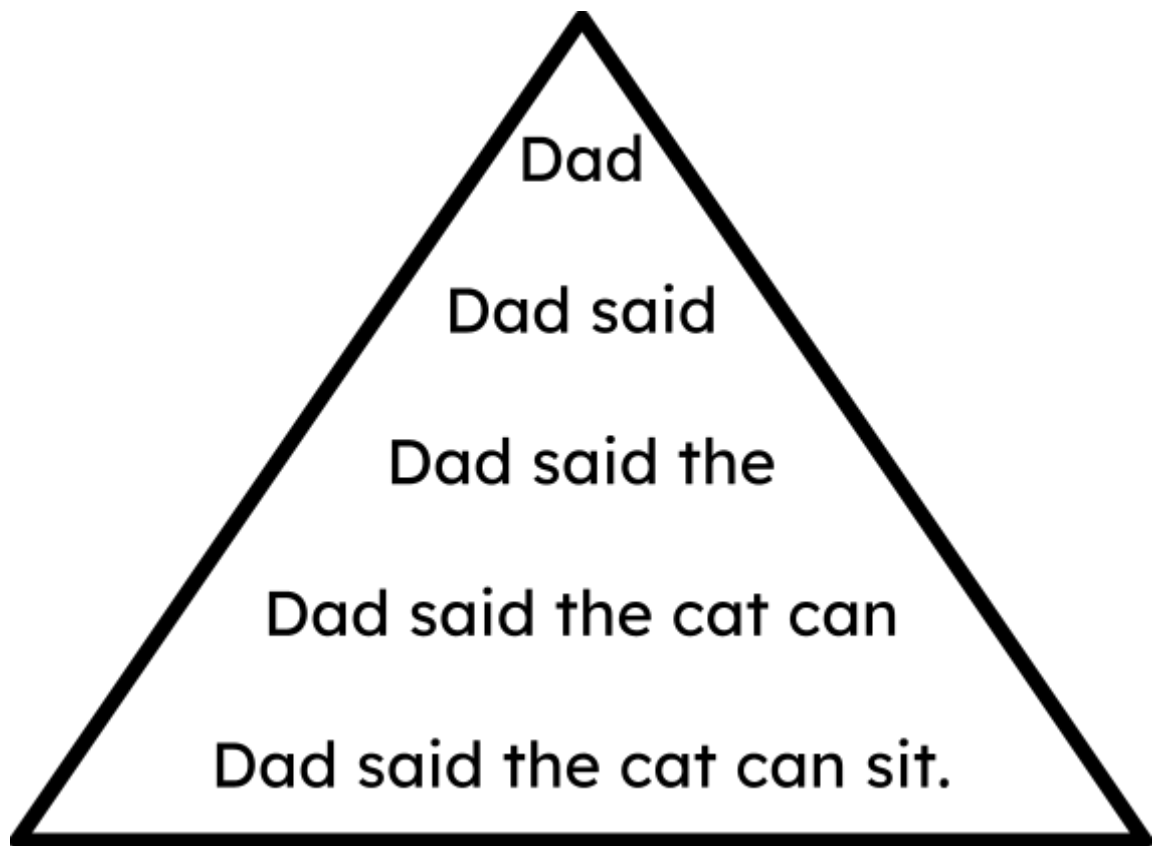 Dad
Dad said
Dad said the
Dad said the cat can
Dad said the cat can sit.